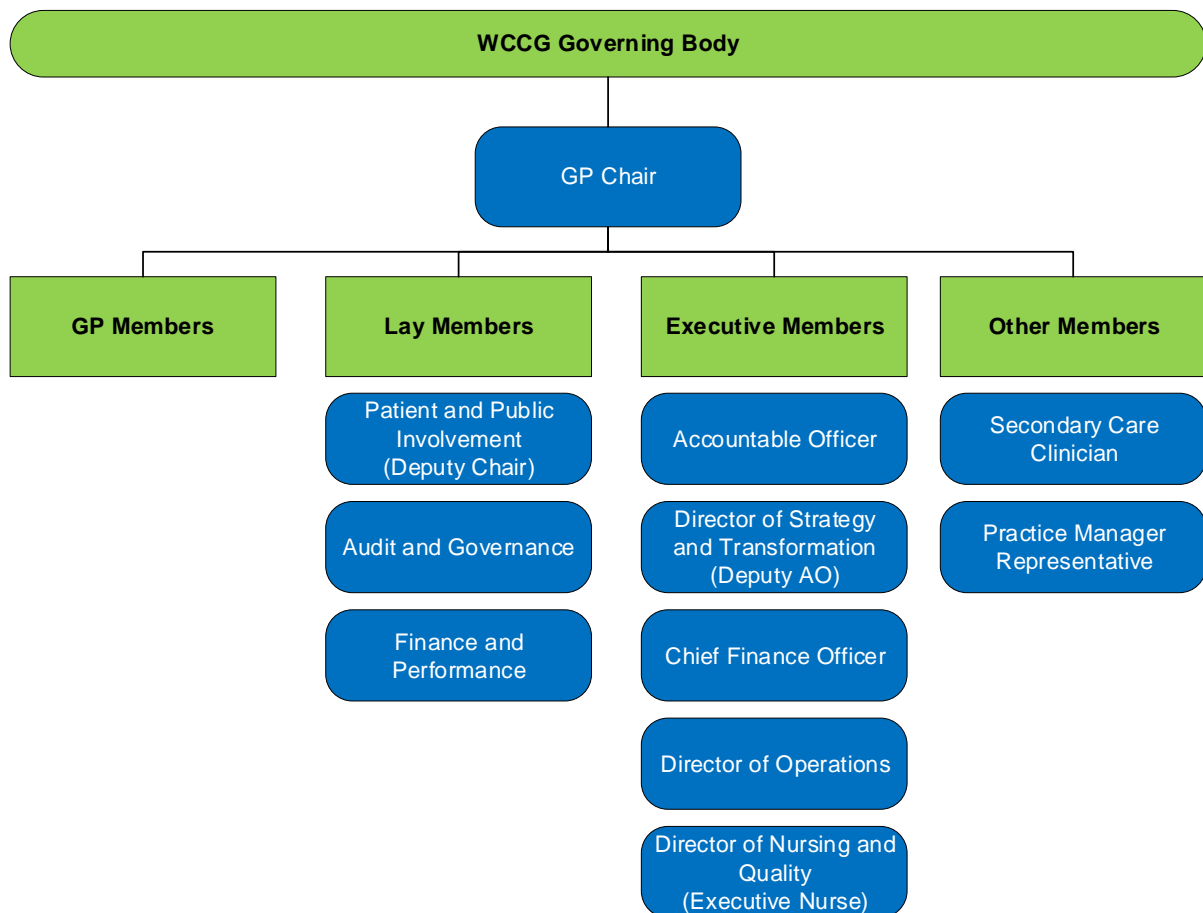 WCCG Governing Body
GP Chair
GP Members
Lay Members
Executive Members
Other Members
Patient and Public
Involvement
(Deputy Chair)
Audit and Governance
Finance and
Performance
Accountable Officer
Director of Strategy
and Transformation
(Deputy AO)
Chief Finance Officer
Director of Operations
Director of Nursing and
Quality
(Executive Nurse)
Secondary Care
Clinician
Practice Manager
Representative